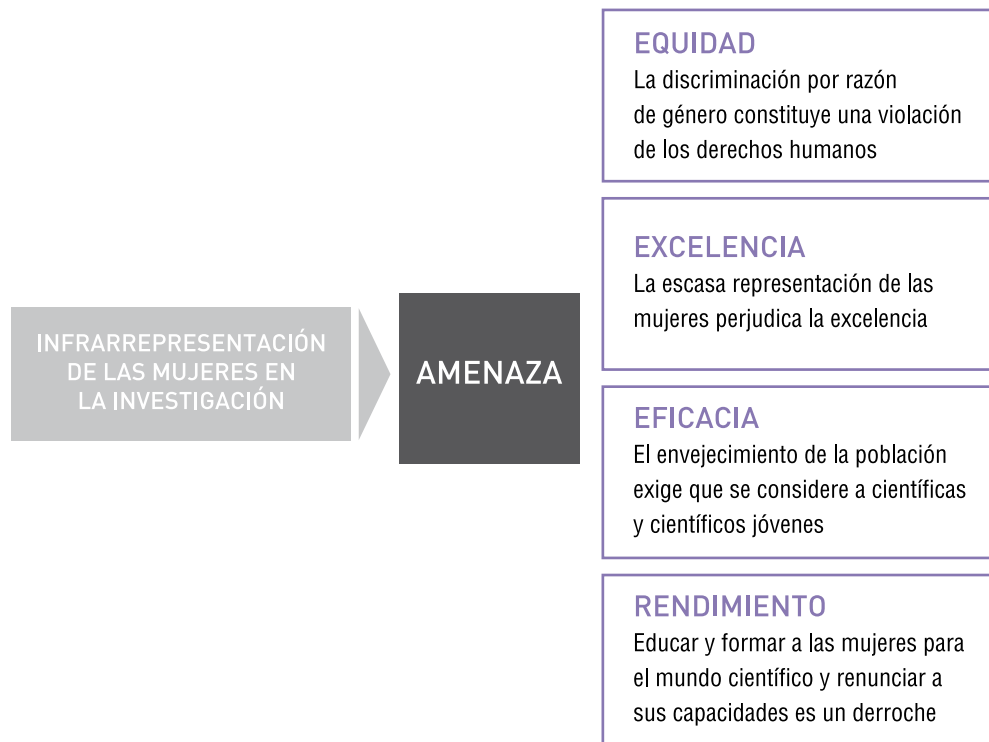 INFRARREPRESENTACIÓN
DE LAS MUJERES EN
LA INVESTIGACIÓN
AMENAZA
EQUIDAD
La discriminación por razón
de género constituye una violación
de los derechos humanos
EXCELENCIA
La escasa representación de las
mujeres perjudica la excelencia
EFICACIA
El envejecimiento de la población
exige que se considere a científicas
y científicos jóvenes
RENDIMIENTO
Educar y formar a las mujeres para
el mundo científico y renunciar a
sus capacidades es un derroche